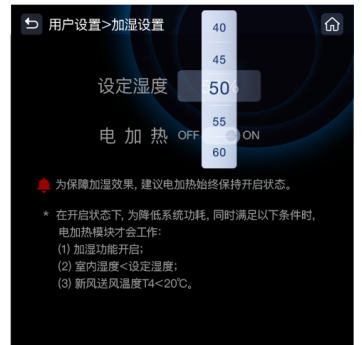 用户设置>加湿设置
40
45
设定湿度 50
55
电加热 OFF ON
60
为保障加湿效果, 建议电加热始终保持开启状态。
* 在开启状态下, 为降低系统功耗, 同时满足以下条件时,
电加热模块才会工作:
(1) 加湿功能开启;
(2) 室内湿度<设定湿度;
(3) 新风送风温度T4<20℃。